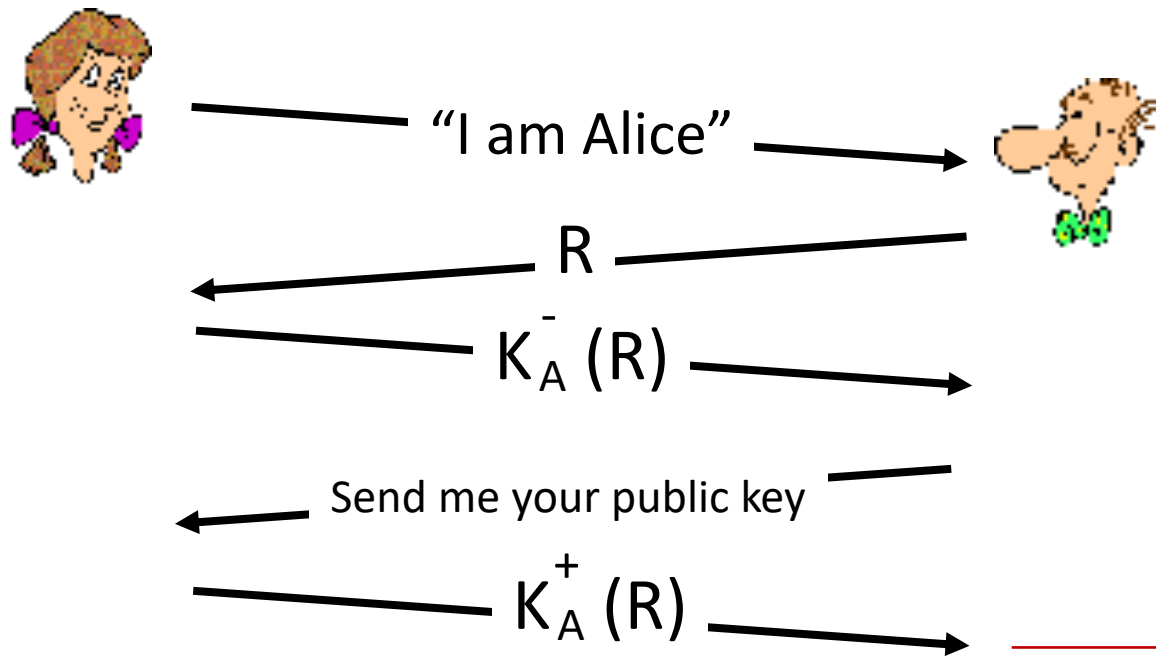 “I am Alice”
R
K_A^- (R)
Send me your public key
K_A^+ (R)